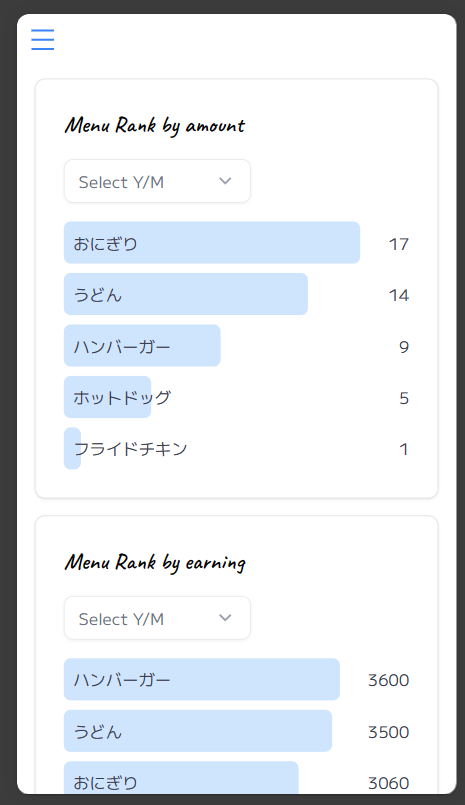 Menu Rank by amount
Select Y/M
おにぎり 17
うどん 14
ハンバーガー 9
ホットドッグ 5
フライドチキン 1
Menu Rank by earning
Select Y/M
ハンバーガー 3600
うどん 3500
おにぎり 3060